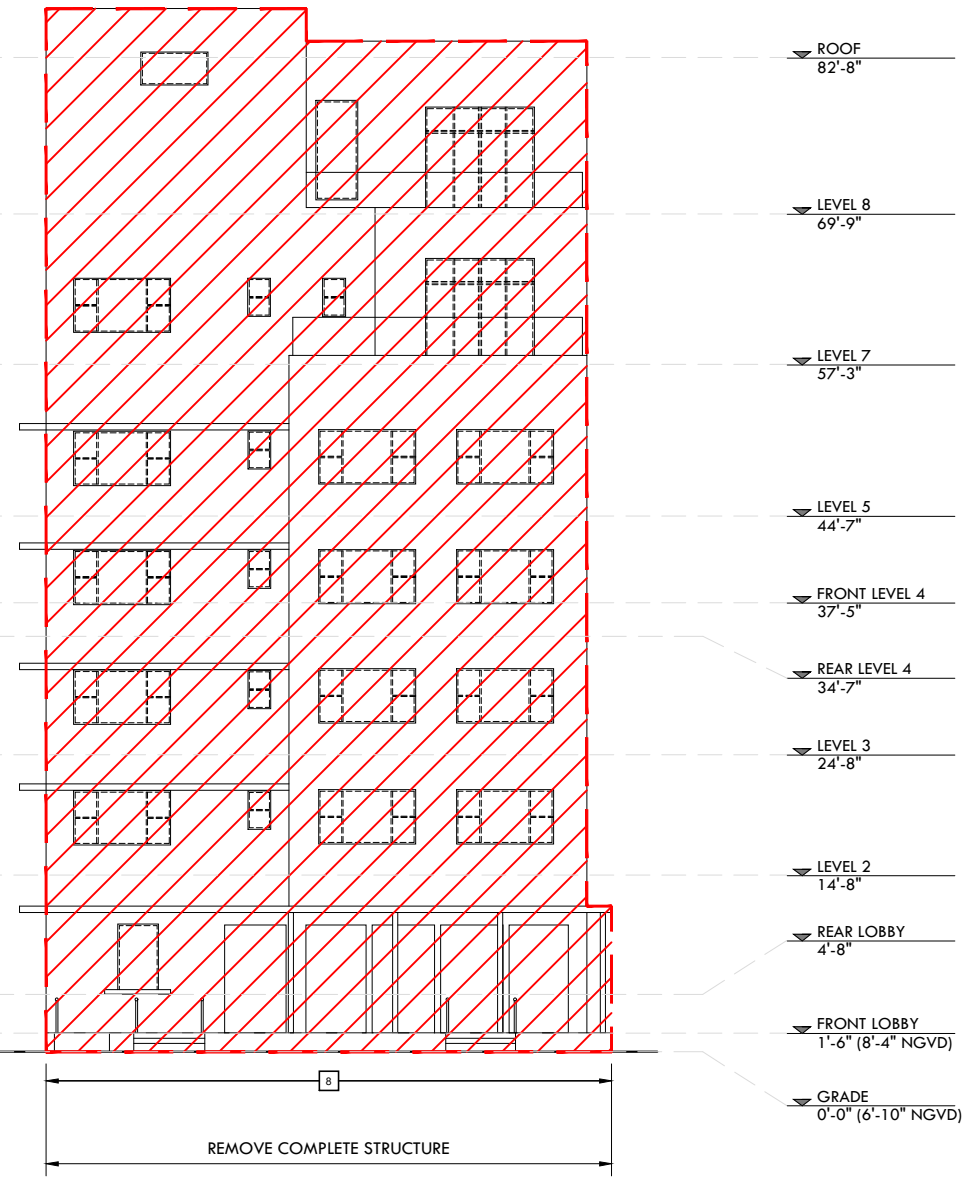 ROOF
82'-8"
LEVEL 8
69'-9"
LEVEL 7
57'-3"
LEVEL 5
44'-7"
FRONT LEVEL 4
37'-5"
REAR LEVEL 4
34'-7"
LEVEL 3
24'-8"
LEVEL 2
14'-8"
REAR LOBBY
4'-8"
FRONT LOBBY
1'-6" (8'-4" NGVD)
8
GRADE
0'-0" (6'-10" NGVD)
REMOVE COMPLETE STRUCTURE